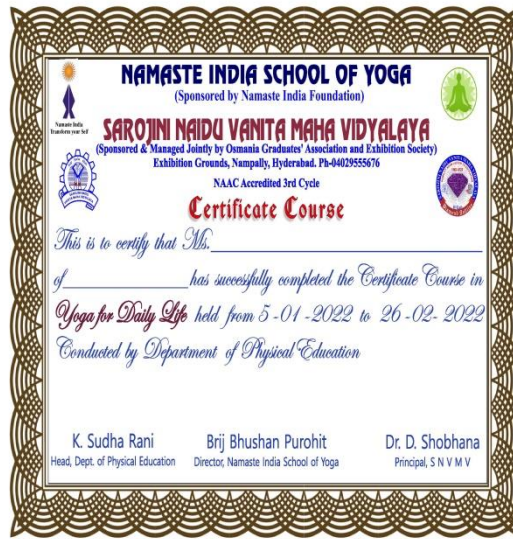 NAMASTE INDIA SCHOOL OF YOGA
(Sponsored by Namaste India Foundation)
Namaste India
Transform your Self
SAROJINI NAIDU VANITA MAHA VIDYALAYA
(Sponsored & Managed Jointly by Osmania Graduates' Association and Exhibition Society)
Exhibition Grounds, Nampally, Hyderabad. Ph-04029555676
NAAC Accredited 3rd Cycle
Certificate Course
This is to certify that Ms.
of has successfully completed the Certificate Course in
Yoga for Daily Life held from 5 -01 -2022 to 26 -02- 2022
Conducted by Department of Physical Education
K. Sudha Rani Brij Bhushan Purohit Dr. D. Shobhana
Head, Dept. of Physical Education Director, Namaste India School of Yoga Principal, S N V M V